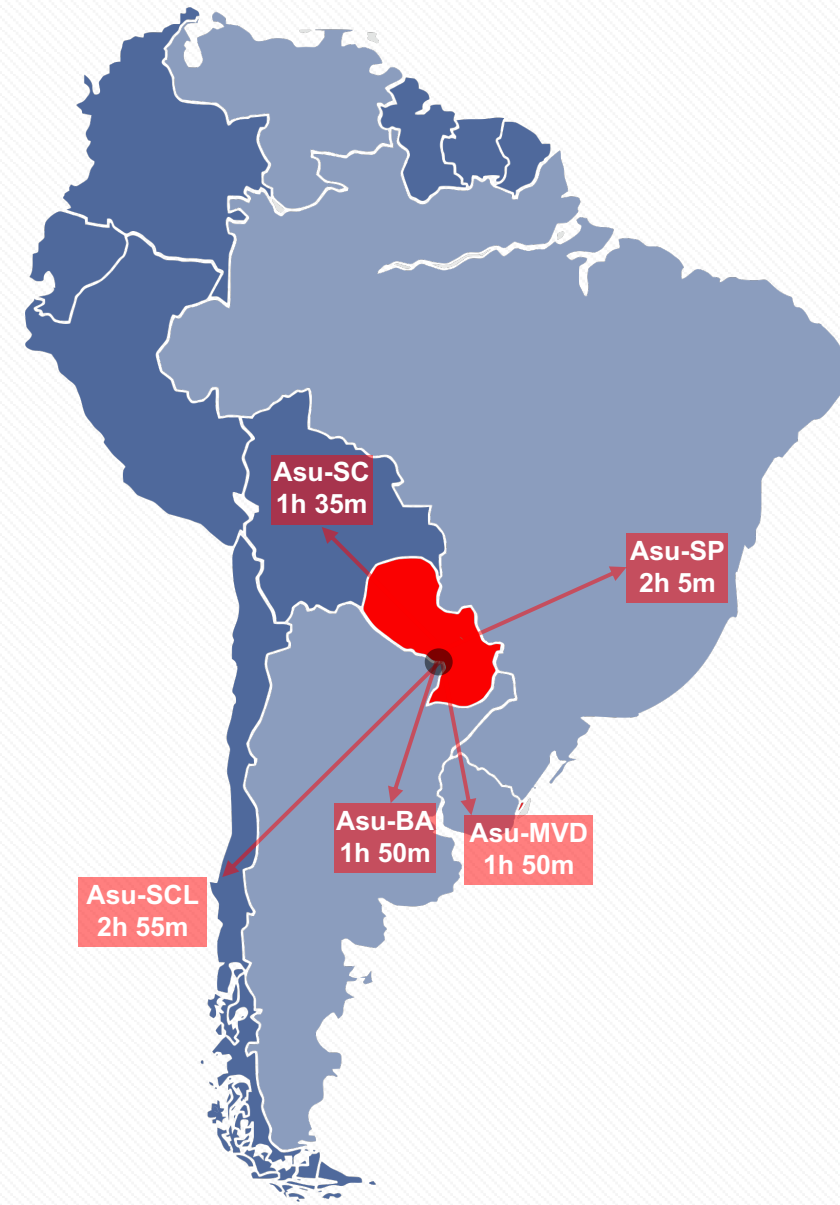 Asu-SC
1h 35m
Asu-SP
2h 5m
Asu-BA
1h 50m
Asu-MVD
1h 50m
Asu-SCL
2h 55m